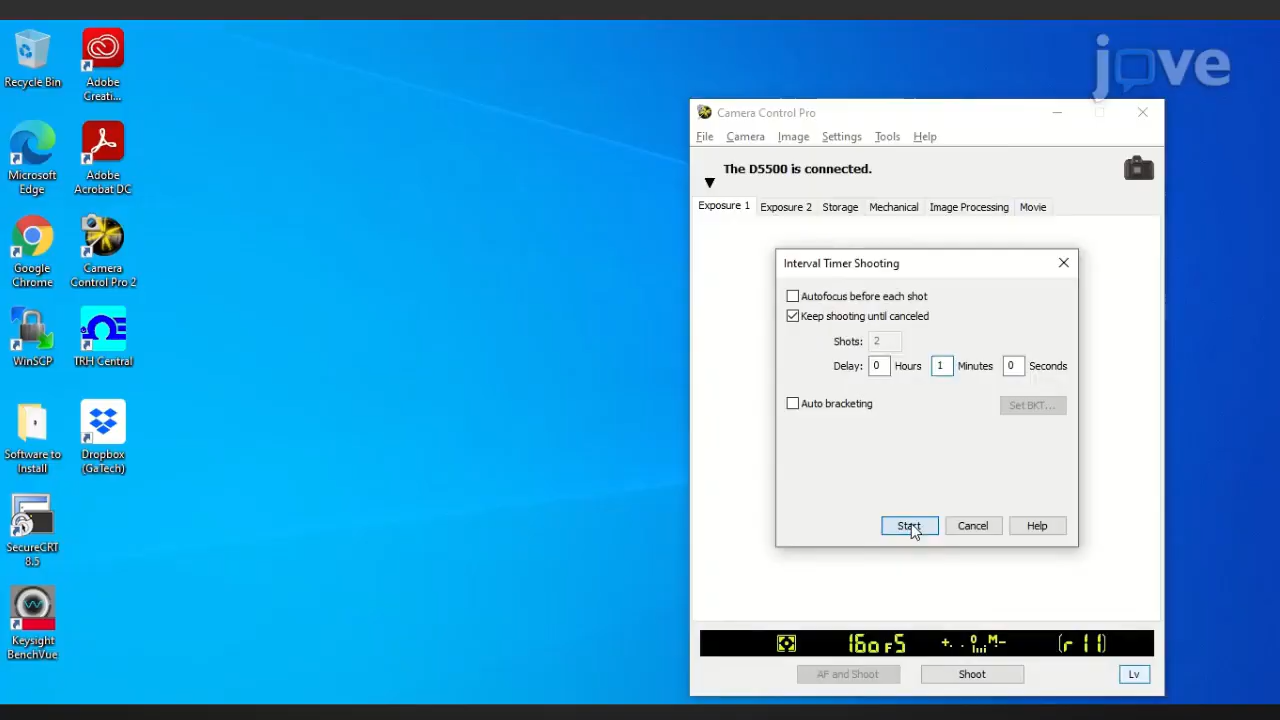 jove
Recycle Bin
Adobe
Creati...
Microsoft
Edge
Adobe
Acrobat DC
Google
Chrome
Camera
Control Pro 2
WinSCP
TRH Central
Software to
Install
Dropbox
(GaTech)
SecureCRT
8.5
Keysight
BenchVue
Camera Control Pro
File Camera Image Settings Tools Help
The D5500 is connected.
Exposure 1 Exposure 2 Storage Mechanical Image Processing Movie
Interval Timer Shooting
Autofocus before each shot
Keep shooting until canceled
Shots: 2
Delay: 0 Hours 1 Minutes 0 Seconds
Auto bracketing Set BKT...
Start Cancel Help
160 F5 +. . 0 . . - (r 11)
AF and Shoot Shoot Lv